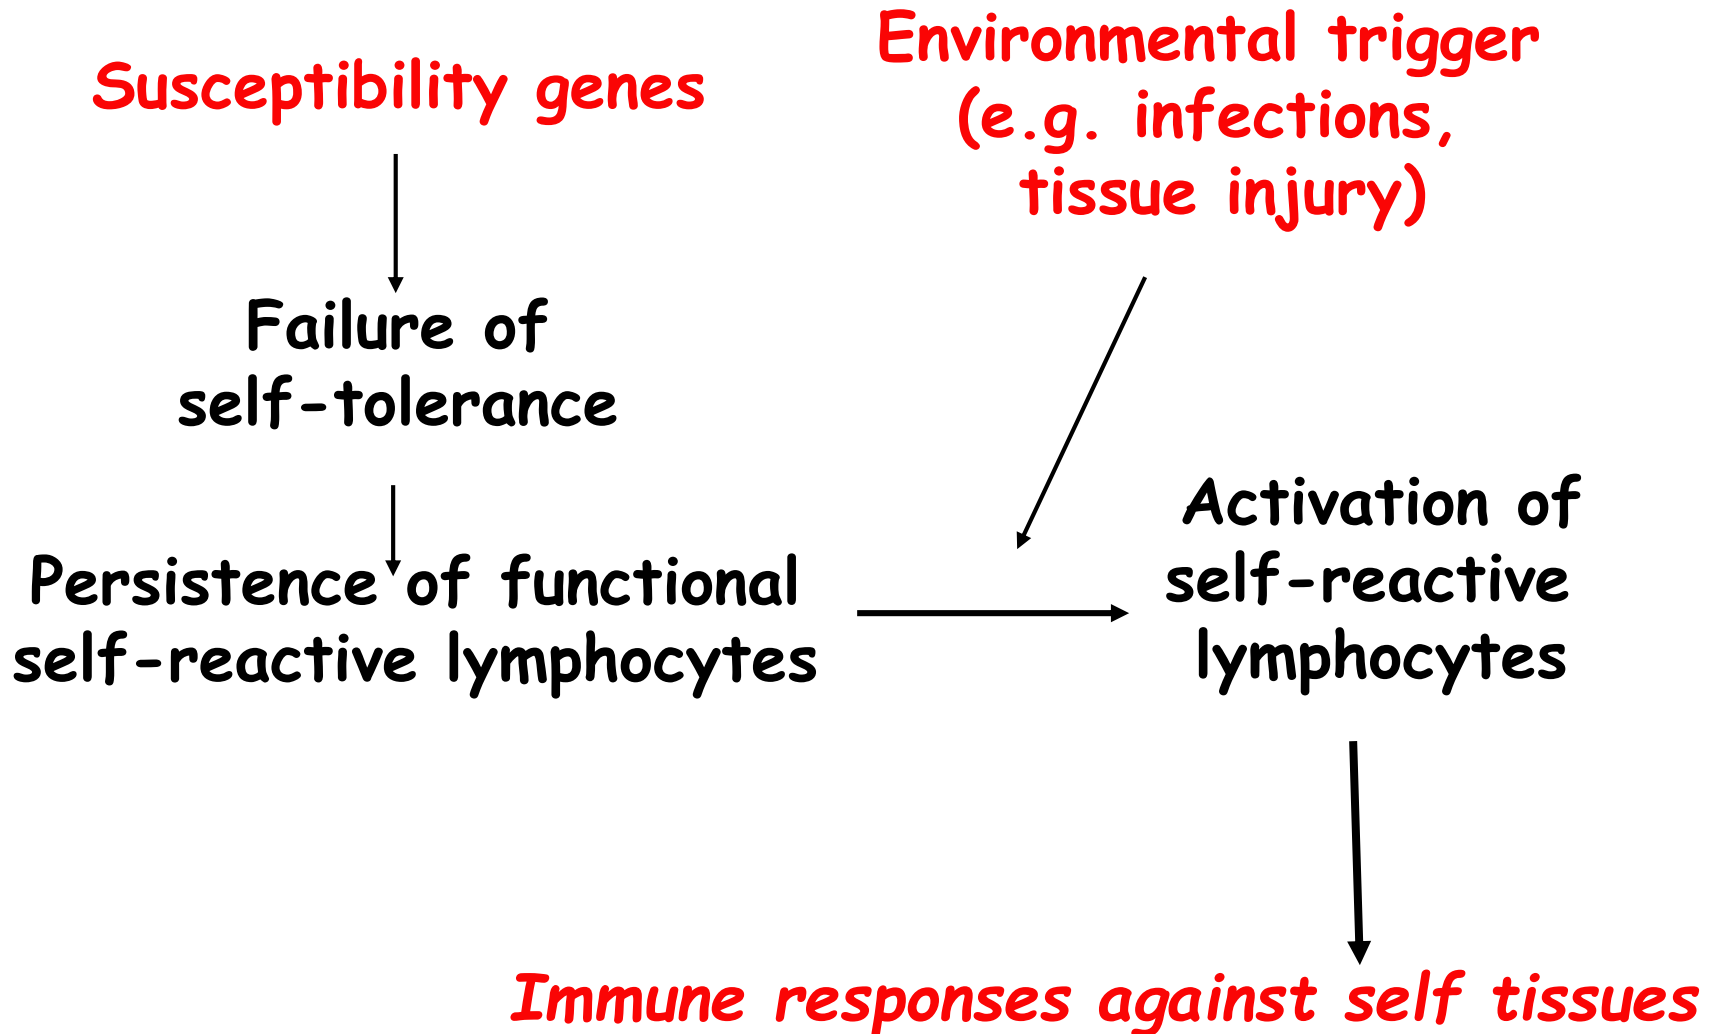 Susceptibility genes
Environmental trigger
(e.g. infections,
tissue injury)
Failure of
self-tolerance
Persistence of functional
self-reactive lymphocytes
Activation of
self-reactive
lymphocytes
Immune responses against self tissues